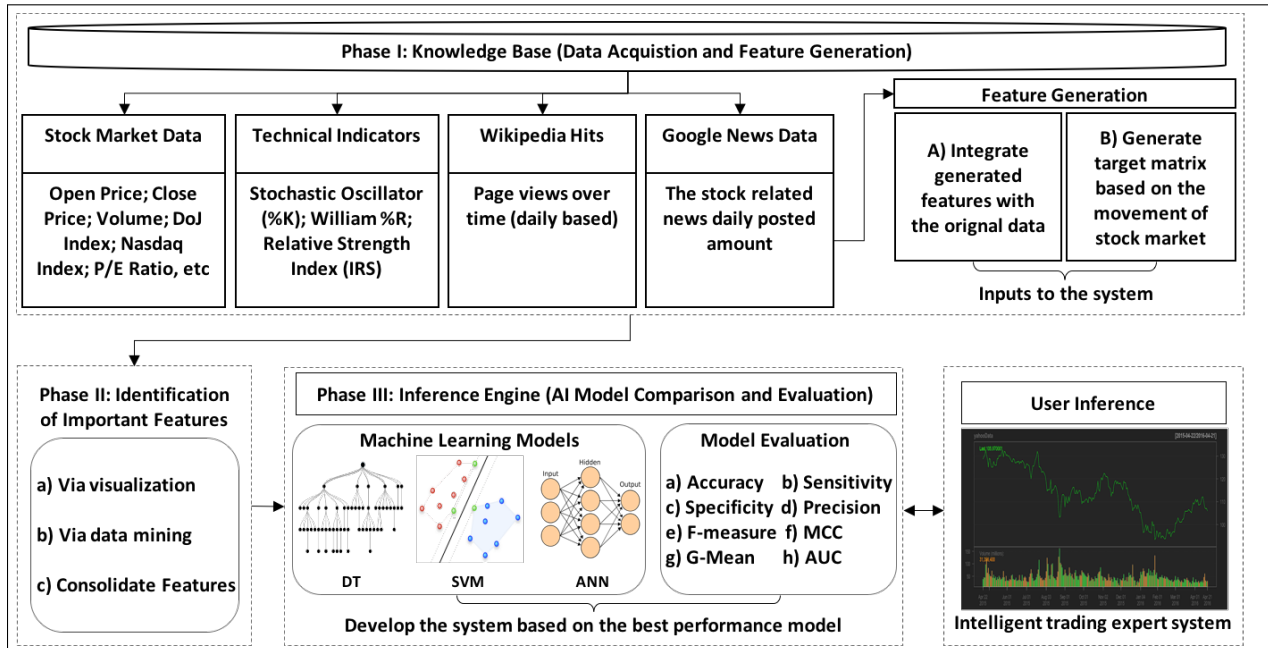 Phase I: Knowledge Base (Data Acquistion and Feature Generation)
Stock Market Data
Open Price; Close
Price; Volume; DoJ
Index; Nasdaq
Index; P/E Ratio, etc
Technical Indicators
Stochastic Oscillator
(%K); William %R;
Relative Strength
Index (IRS)
Wikipedia Hits
Page views over
time (daily based)
Google News Data
The stock related
news daily posted
amount
Feature Generation
A) Integrate
generated
features with
the orignal data
B) Generate
target matrix
based on the
movement of
stock market
Inputs to the system
Phase II: Identification
of Important Features
a) Via visualization
b) Via data mining
c) Consolidate Features
Phase III: Inference Engine (AI Model Comparison and Evaluation)
Machine Learning Models
Input
Hidden
Output
DT
SVM
ANN
Model Evaluation
a) Accuracy b) Sensitivity
c) Specificity d) Precision
e) F-measure f) MCC
g) G-Mean h) AUC
Develop the system based on the best performance model
User Inference
Intelligent trading expert system